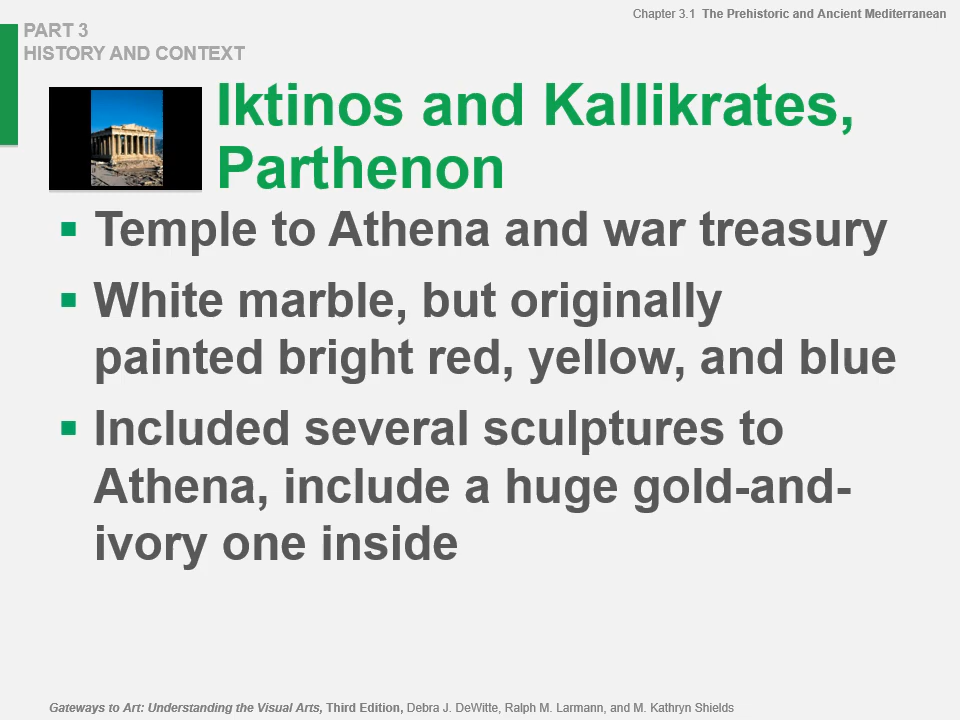 Chapter 3.1 The Prehistoric and Ancient Mediterranean
PART 3
HISTORY AND CONTEXT
Iktinos and Kallikrates,
Parthenon
Temple to Athena and war treasury
White marble, but originally
painted bright red, yellow, and blue
Included several sculptures to
Athena, include a huge gold-and-
ivory one inside
Gateways to Art: Understanding the Visual Arts, Third Edition, Debra J. DeWitte, Ralph M. Larmann, and M. Kathryn Shields